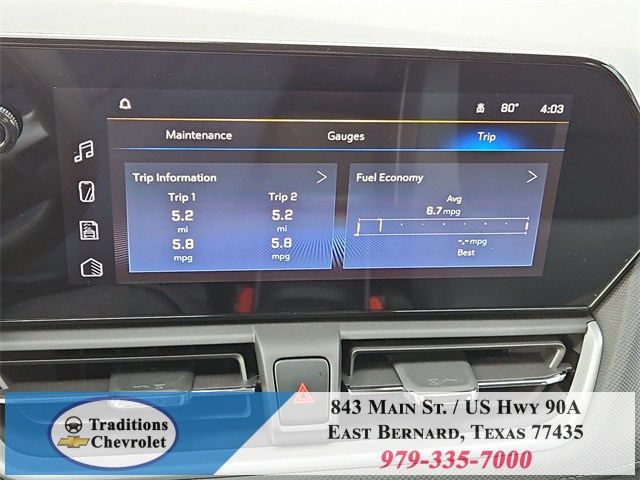 80° 4:03
Maintenance Gauges Trip
Trip Information
Trip 1 Trip 2
5.2 5.2
mi mi
5.8 5.8
mpg mpg
Fuel Economy
Avg
6.7 mpg
-.- mpg
Best
Traditions
Chevrolet
843 Main St. / US Hwy 90A
East Bernard, Texas 77435
979-335-7000